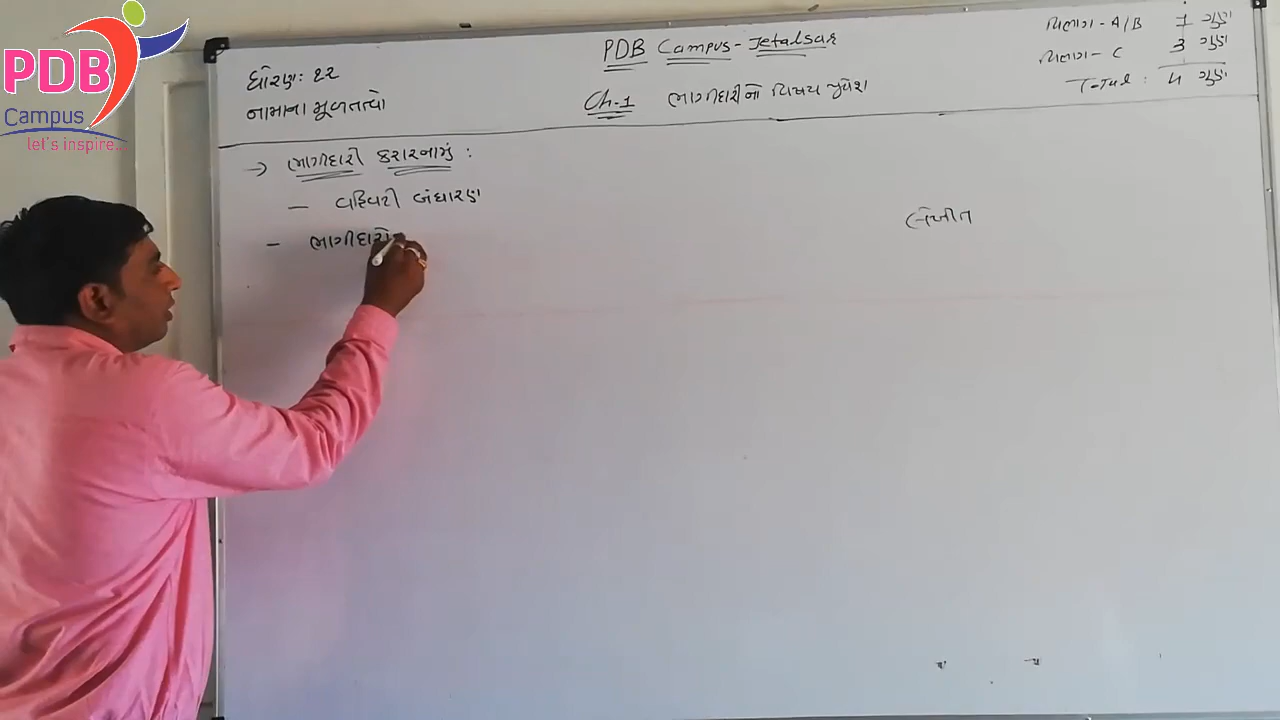 PDB
Campus
let's inspire...
PDB Campus - Jetalsar
ધોરણ: ૧૨
નામાના મૂળતત્વો
Ch-1 ભાગીદારીનો વિષય પ્રવેશ
વિભાગ - A/B 1 ગુણ
વિભાગ - C 3 ગુણ
Total : 4 ગુણ
→ ભાગીદારી કરારનામું :
– વહિવટી બંધારણ
લેખીત
– ભાગીદારો